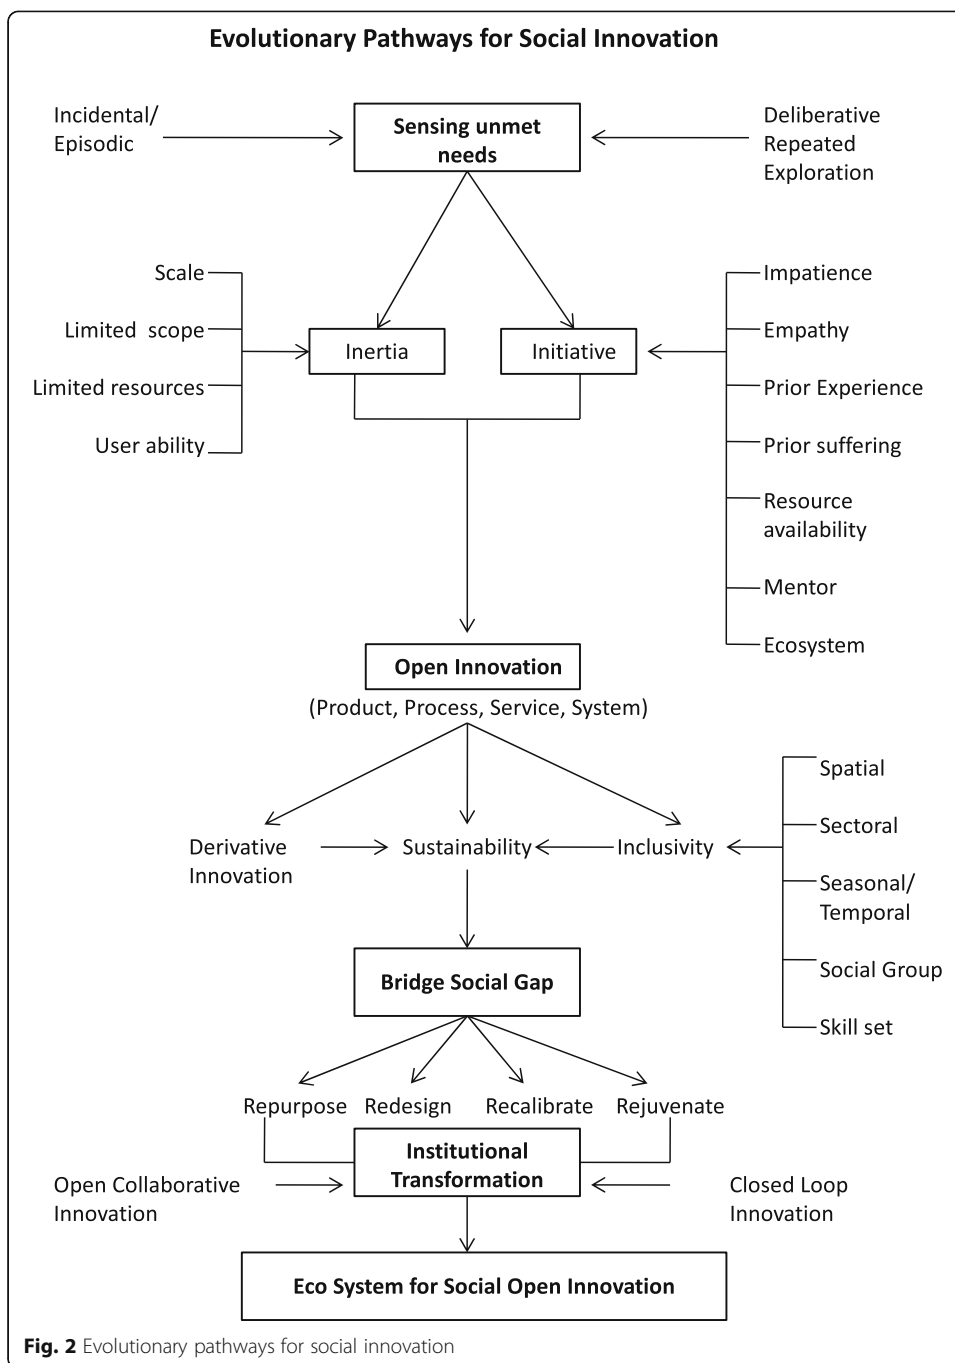 Evolutionary Pathways for Social Innovation
Incidental/
Episodic
Sensing unmet
needs
Deliberative
Repeated
Exploration
Scale
Limited scope
Limited resources
User ability
Inertia
Initiative
Impatience
Empathy
Prior Experience
Prior suffering
Resource
availability
Mentor
Ecosystem
Open Innovation
(Product, Process, Service, System)
Derivative
Innovation
Sustainability
Inclusivity
Spatial
Sectoral
Seasonal/
Temporal
Social Group
Skill set
Bridge Social Gap
Repurpose
Redesign
Recalibrate
Rejuvenate
Institutional
Transformation
Open Collaborative
Innovation
Closed Loop
Innovation
Eco System for Social Open Innovation
Fig. 2 Evolutionary pathways for social innovation